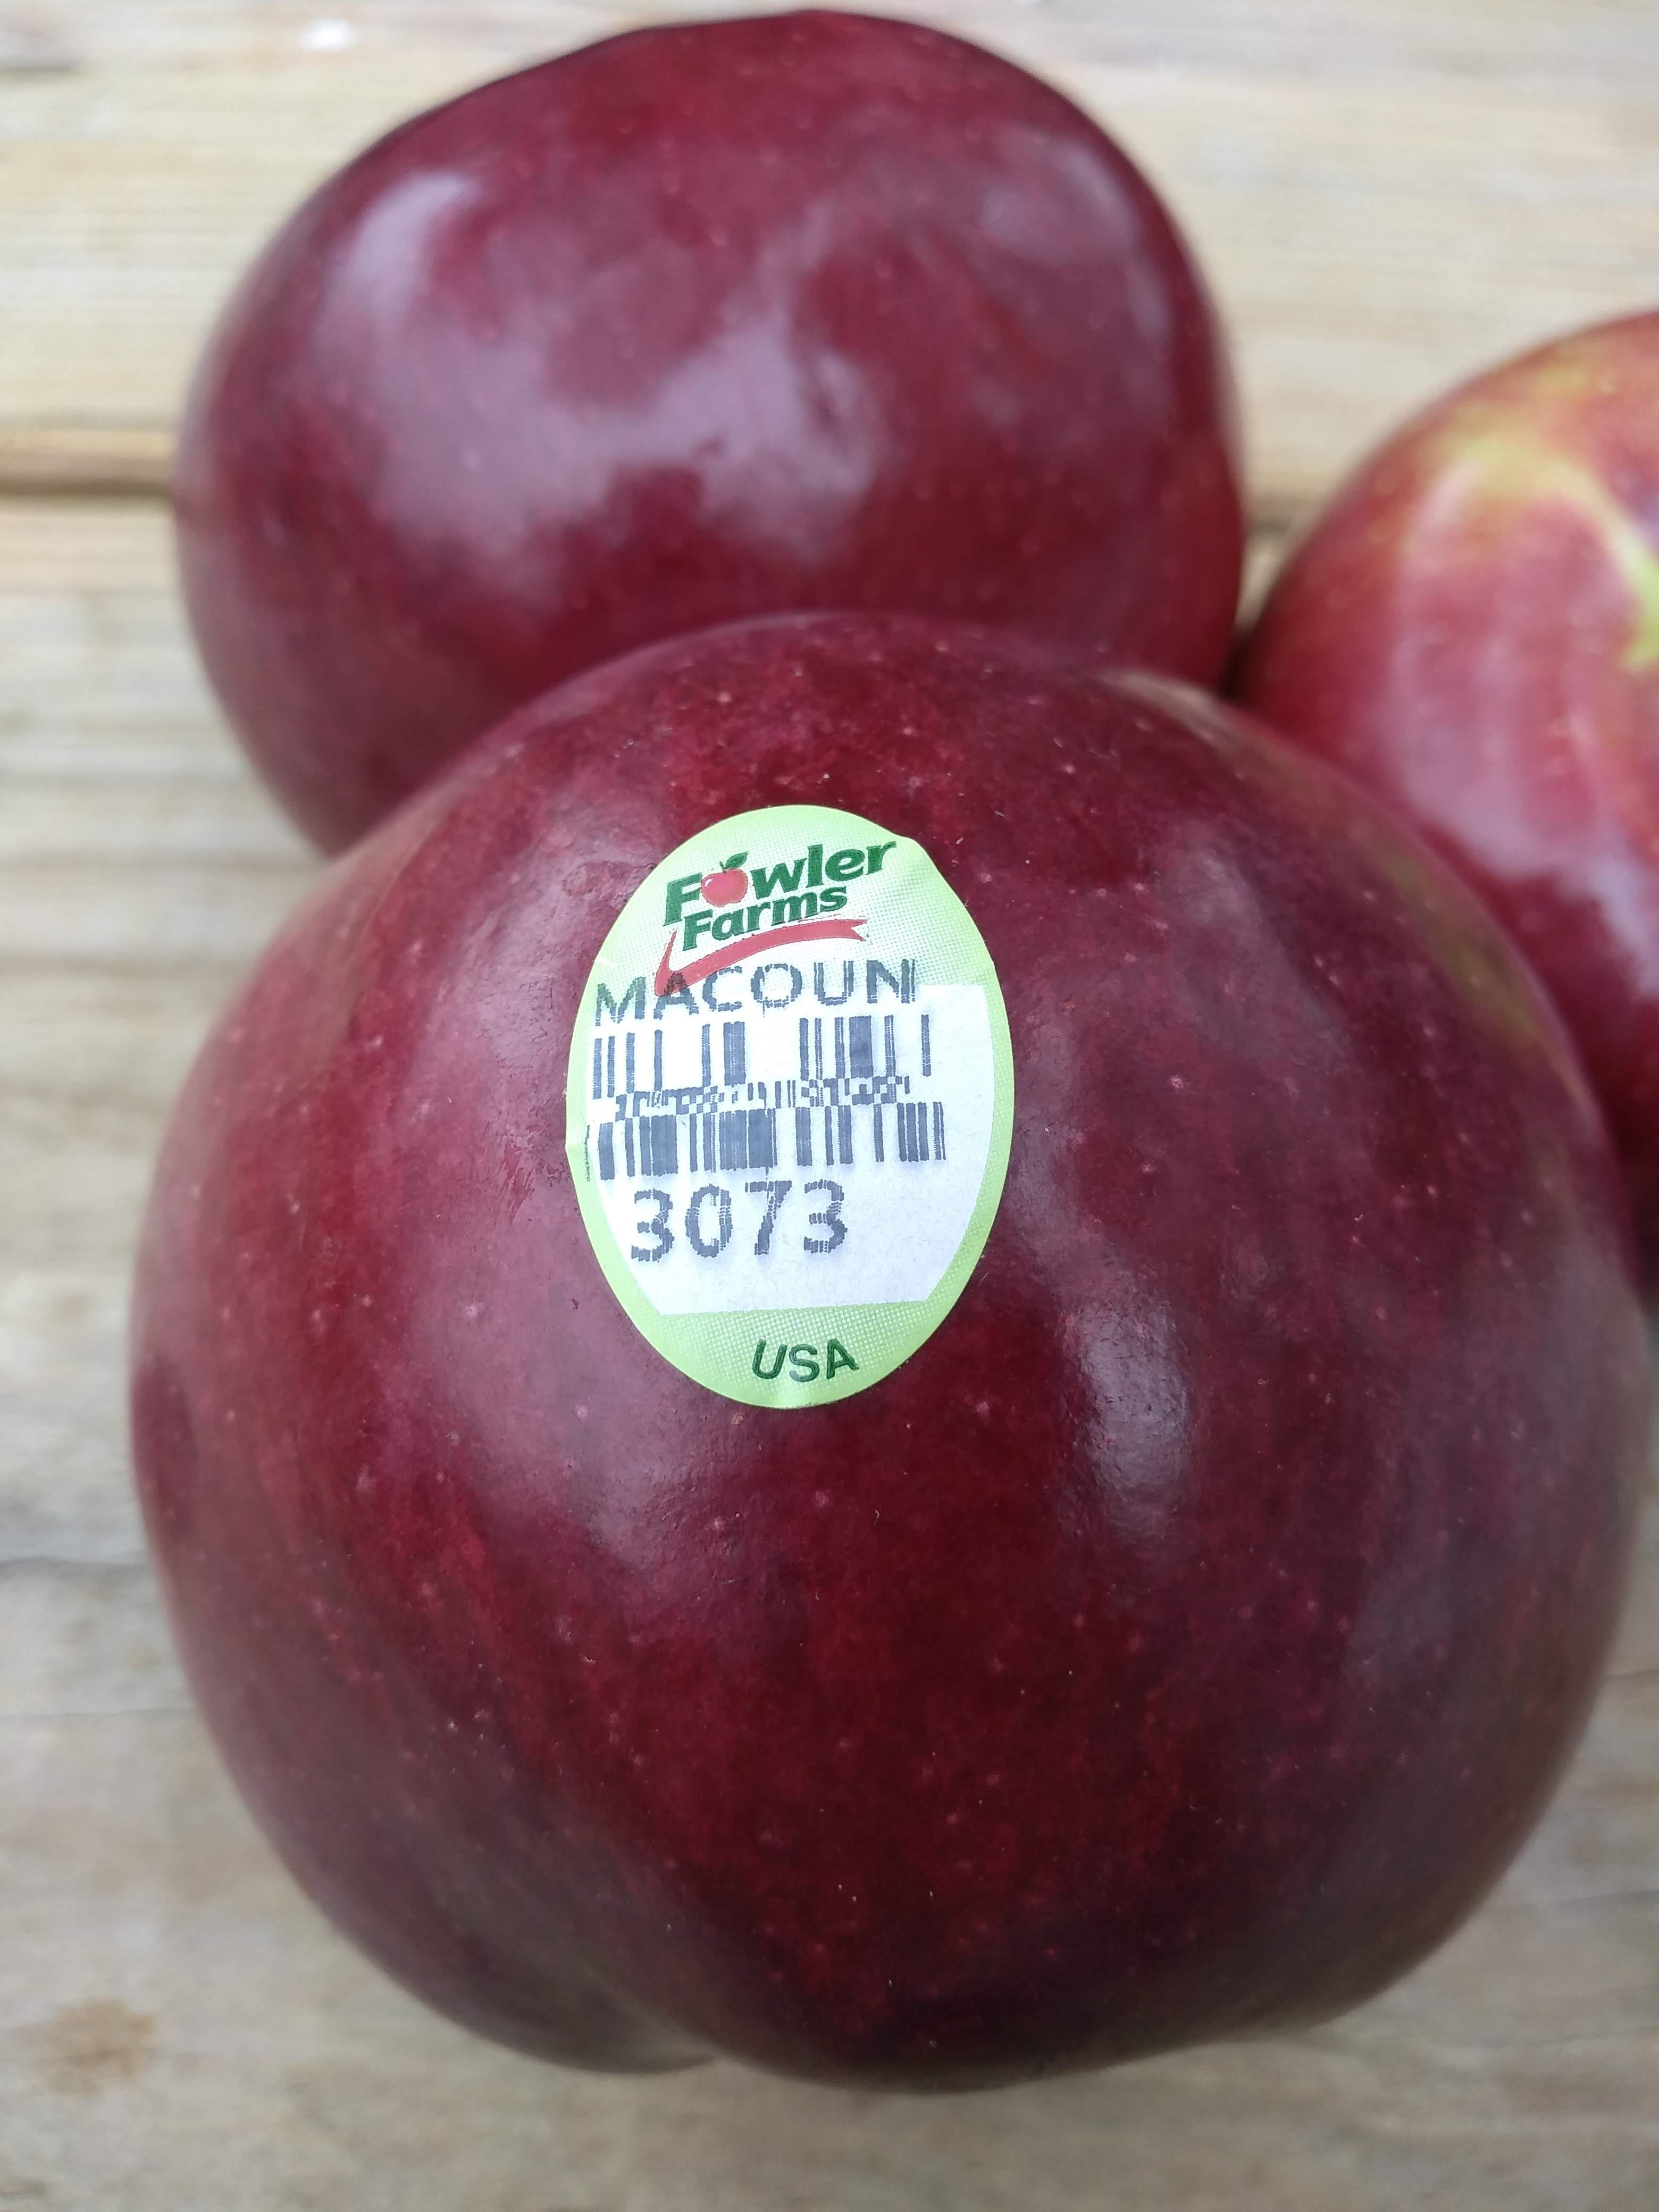 Fowler
Farms
MACOUN
3073
USA